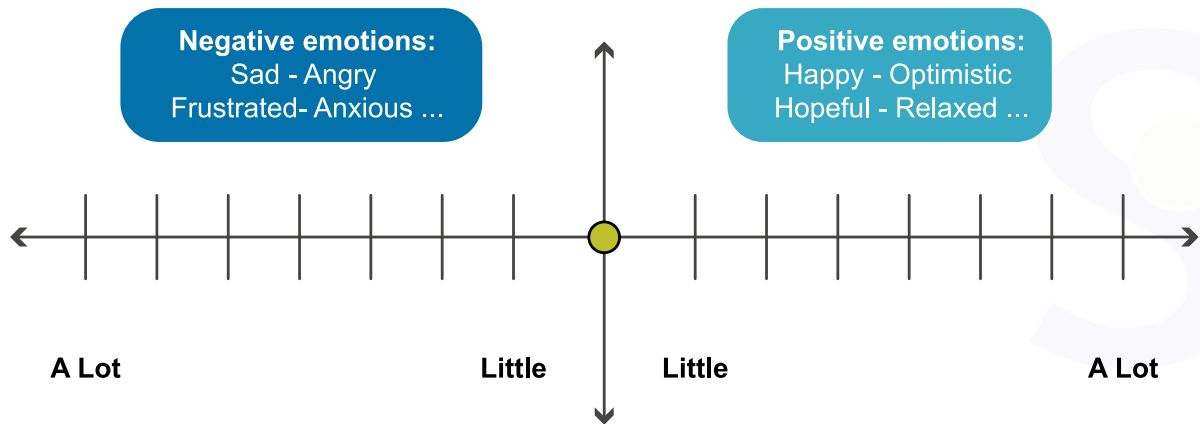 Negative emotions:
Sad - Angry
Frustrated- Anxious ...
Positive emotions:
Happy - Optimistic
Hopeful - Relaxed ...
A Lot
Little
Little
A Lot